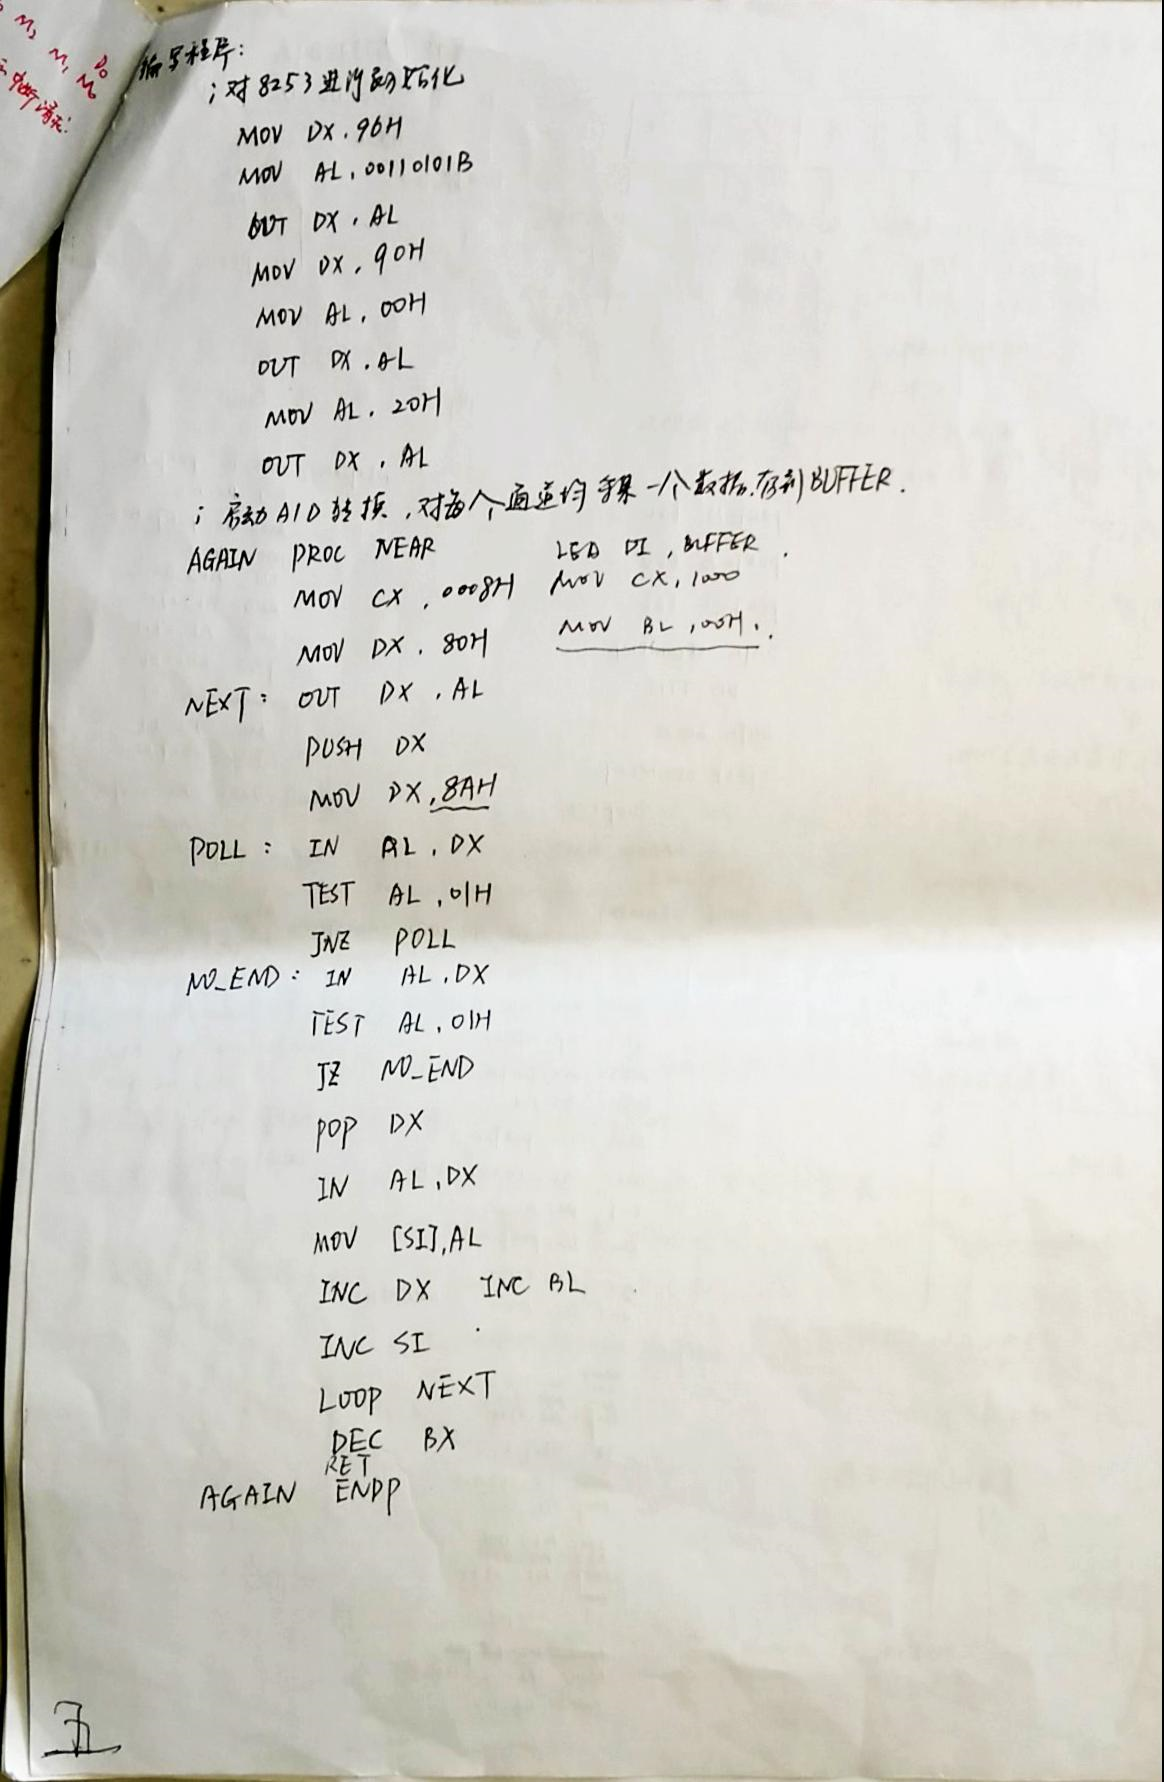 M₂ M₁ M₀
D₀
中断请求!
编写程序:
;对8253进行初始化
MOV DX,96H
MOV AL,00110101B
OUT DX,AL
MOV DX,90H
MOV AL,00H
OUT DX,AL
MOV AL,20H
OUT DX,AL
;启动A/D转换,对每个通道均采一个数据,存到BUFFER.
AGAIN PROC NEAR LEA DI,BUFFER
MOV CX,0008H MOV CX,1000
MOV DX,80H MOV BL,00H.
NEXT: OUT DX,AL
PUSH DX
MOV DX,8AH
POLL: IN AL,DX
TEST AL,01H
JNZ POLL
NO_END: IN AL,DX
TEST AL,01H
JZ NO_END
POP DX
IN AL,DX
MOV [SI],AL
INC DX INC BL
INC SI
LOOP NEXT
DEC BX
RET
AGAIN ENDP
五